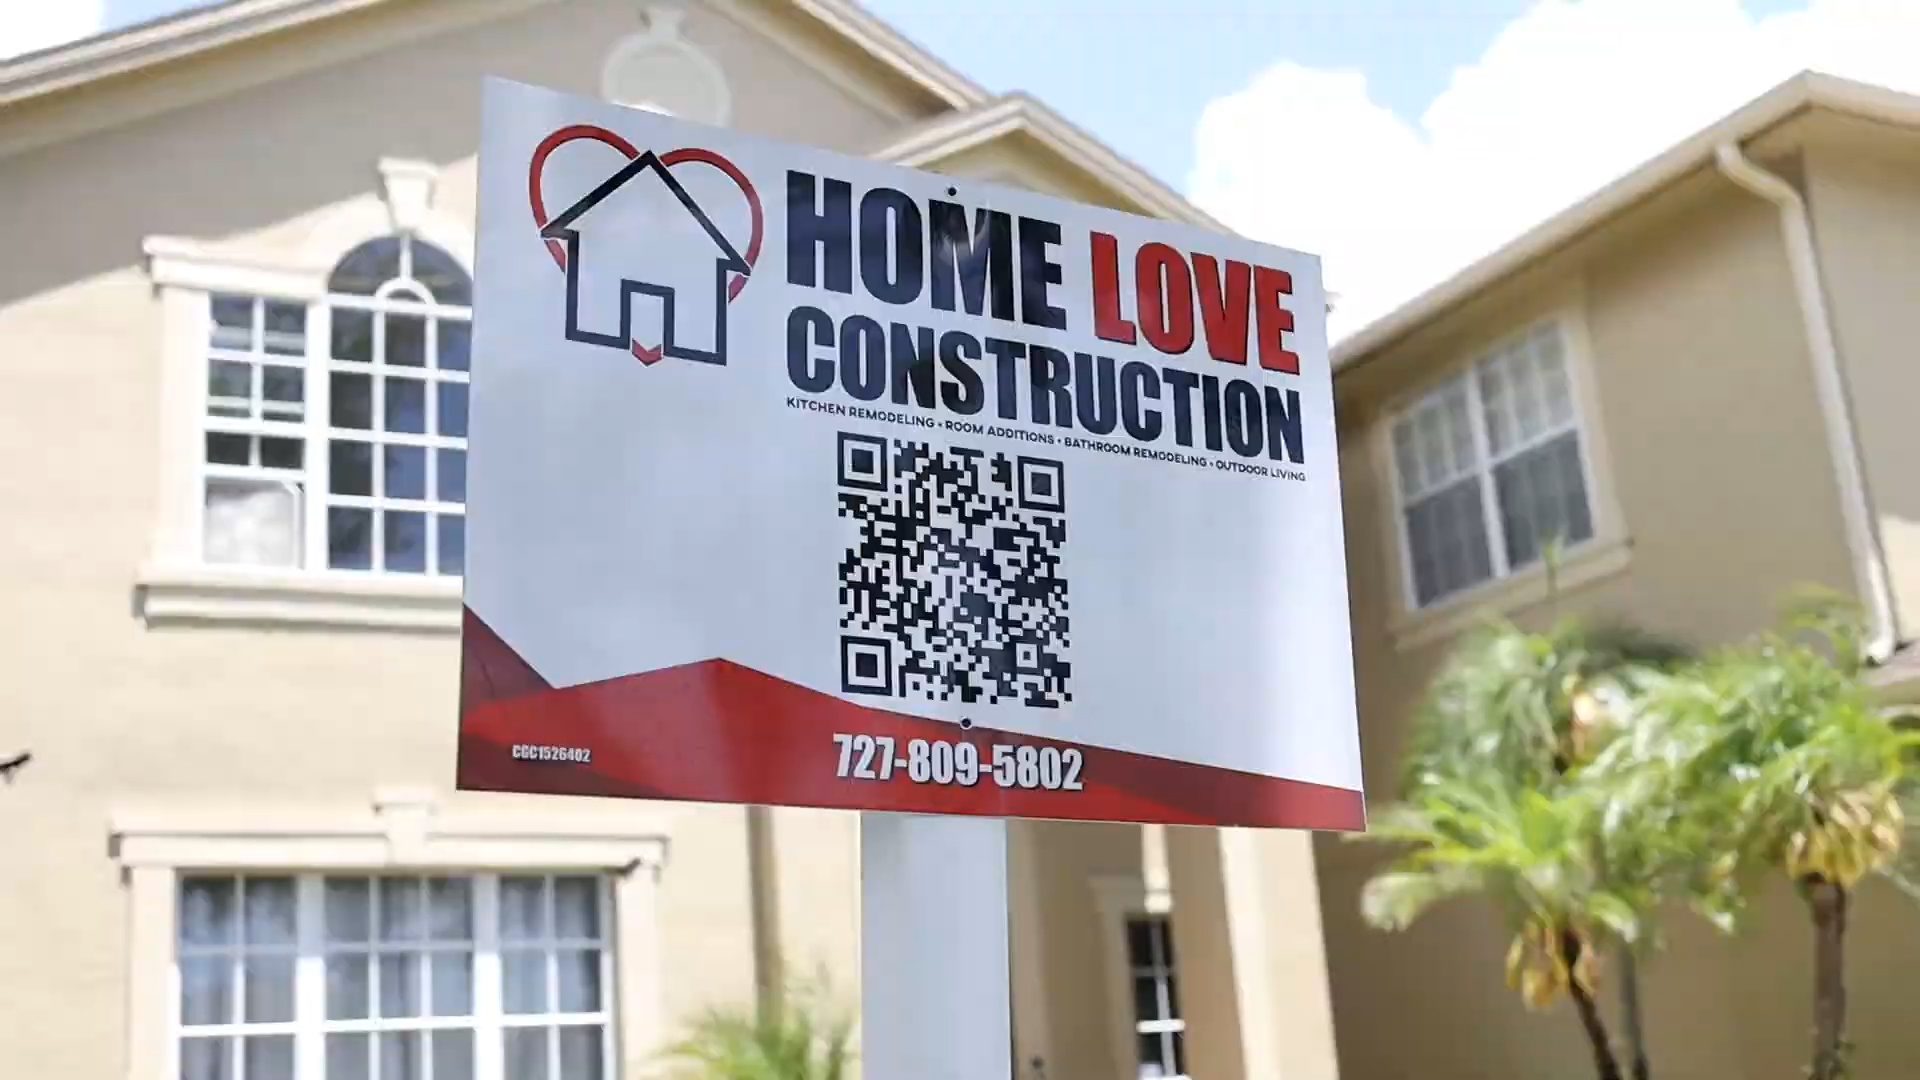 HOME LOVE
CONSTRUCTION
KITCHEN REMODELING • ROOM ADDITIONS • BATHROOM REMODELING • OUTDOOR LIVING
CGC1526402
727-809-5802